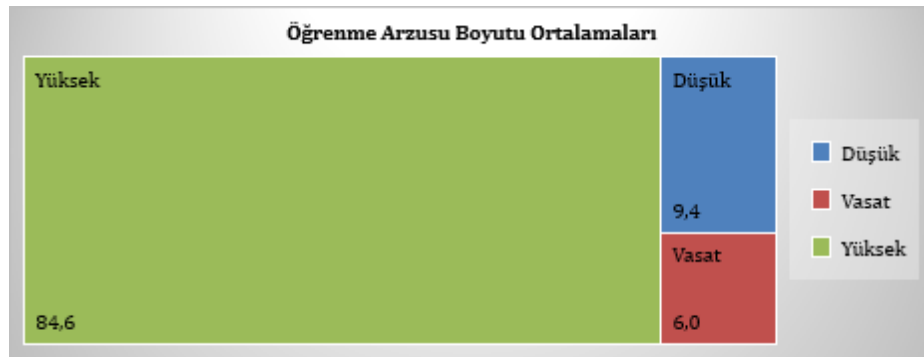 Öğrenme Arzusu Boyutu Ortalamaları
Yüksek
84,6
Düşük
9,4
Vasat
6,0
Düşük
Vasat
Yüksek